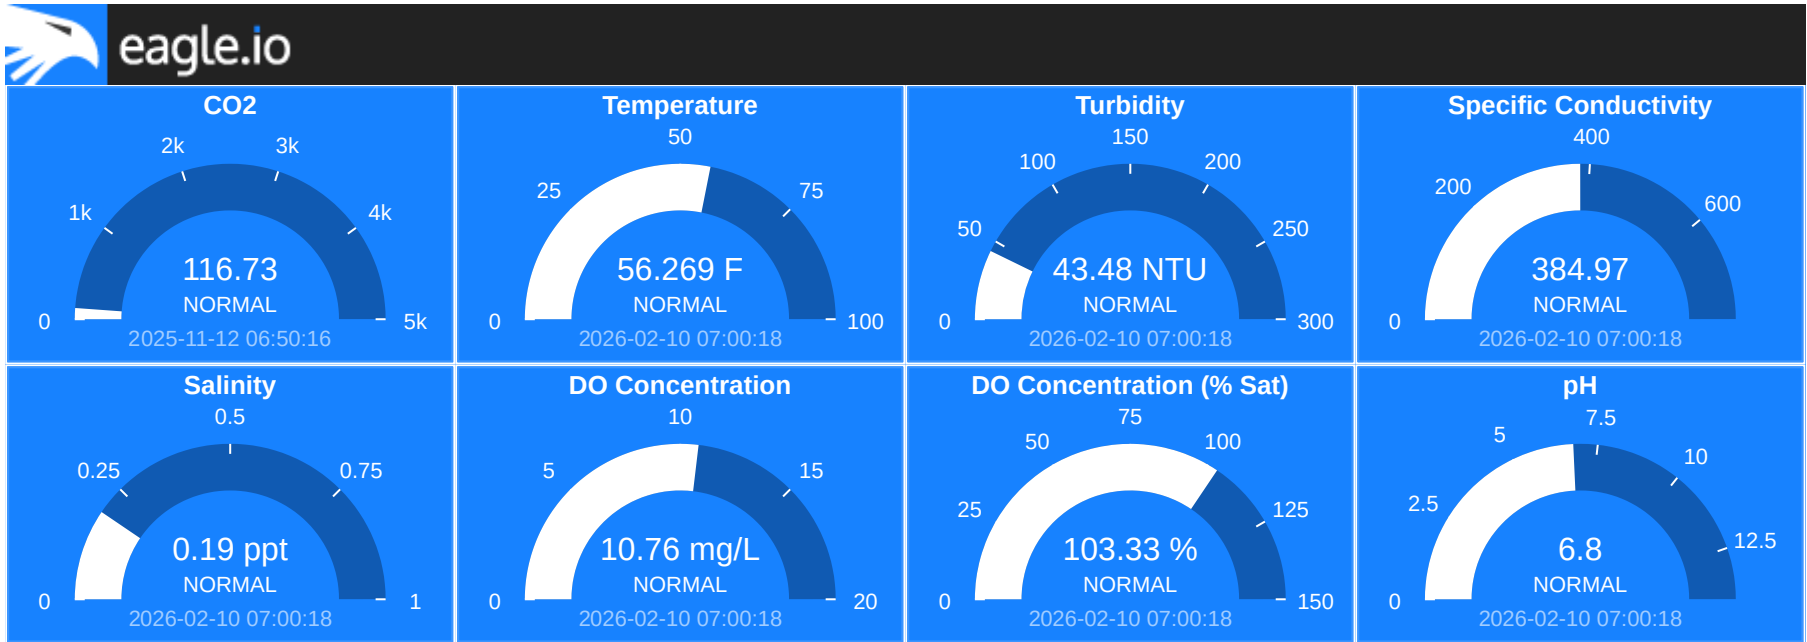 eagle.io
CO2
0
1k
2k
3k
4k
5k
116.73
NORMAL
2025-11-12 06:50:16
Temperature
0
25
50
75
100
56.269 F
NORMAL
2026-02-10 07:00:18
Turbidity
0
50
100
150
200
250
300
43.48 NTU
NORMAL
2026-02-10 07:00:18
Specific Conductivity
0
200
400
600
384.97
NORMAL
2026-02-10 07:00:18
Salinity
0
0.25
0.5
0.75
1
0.19 ppt
NORMAL
2026-02-10 07:00:18
DO Concentration
0
5
10
15
20
10.76 mg/L
NORMAL
2026-02-10 07:00:18
DO Concentration (% Sat)
0
25
50
75
100
125
150
103.33 %
NORMAL
2026-02-10 07:00:18
pH
0
2.5
5
7.5
10
12.5
6.8
NORMAL
2026-02-10 07:00:18